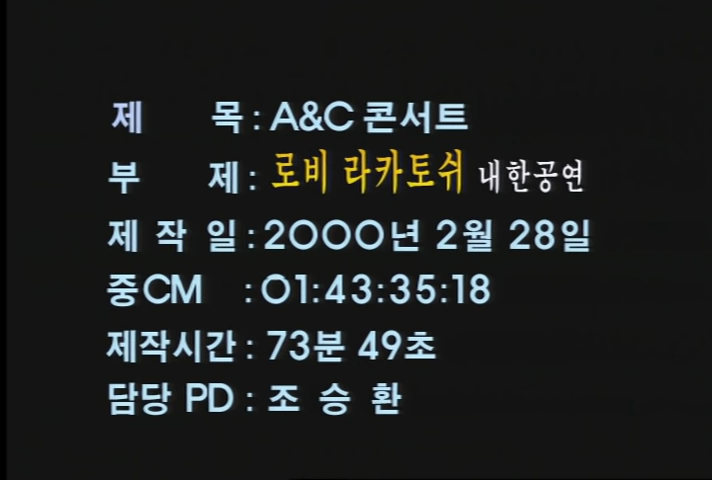 제 목 : A&C 콘서트
부 제 : 로비 라카토쉬 내한공연
제 작 일 : 2000년 2월 28일
중CM : 01:43:35:18
제작시간 : 73분 49초
담당 PD : 조 승 환